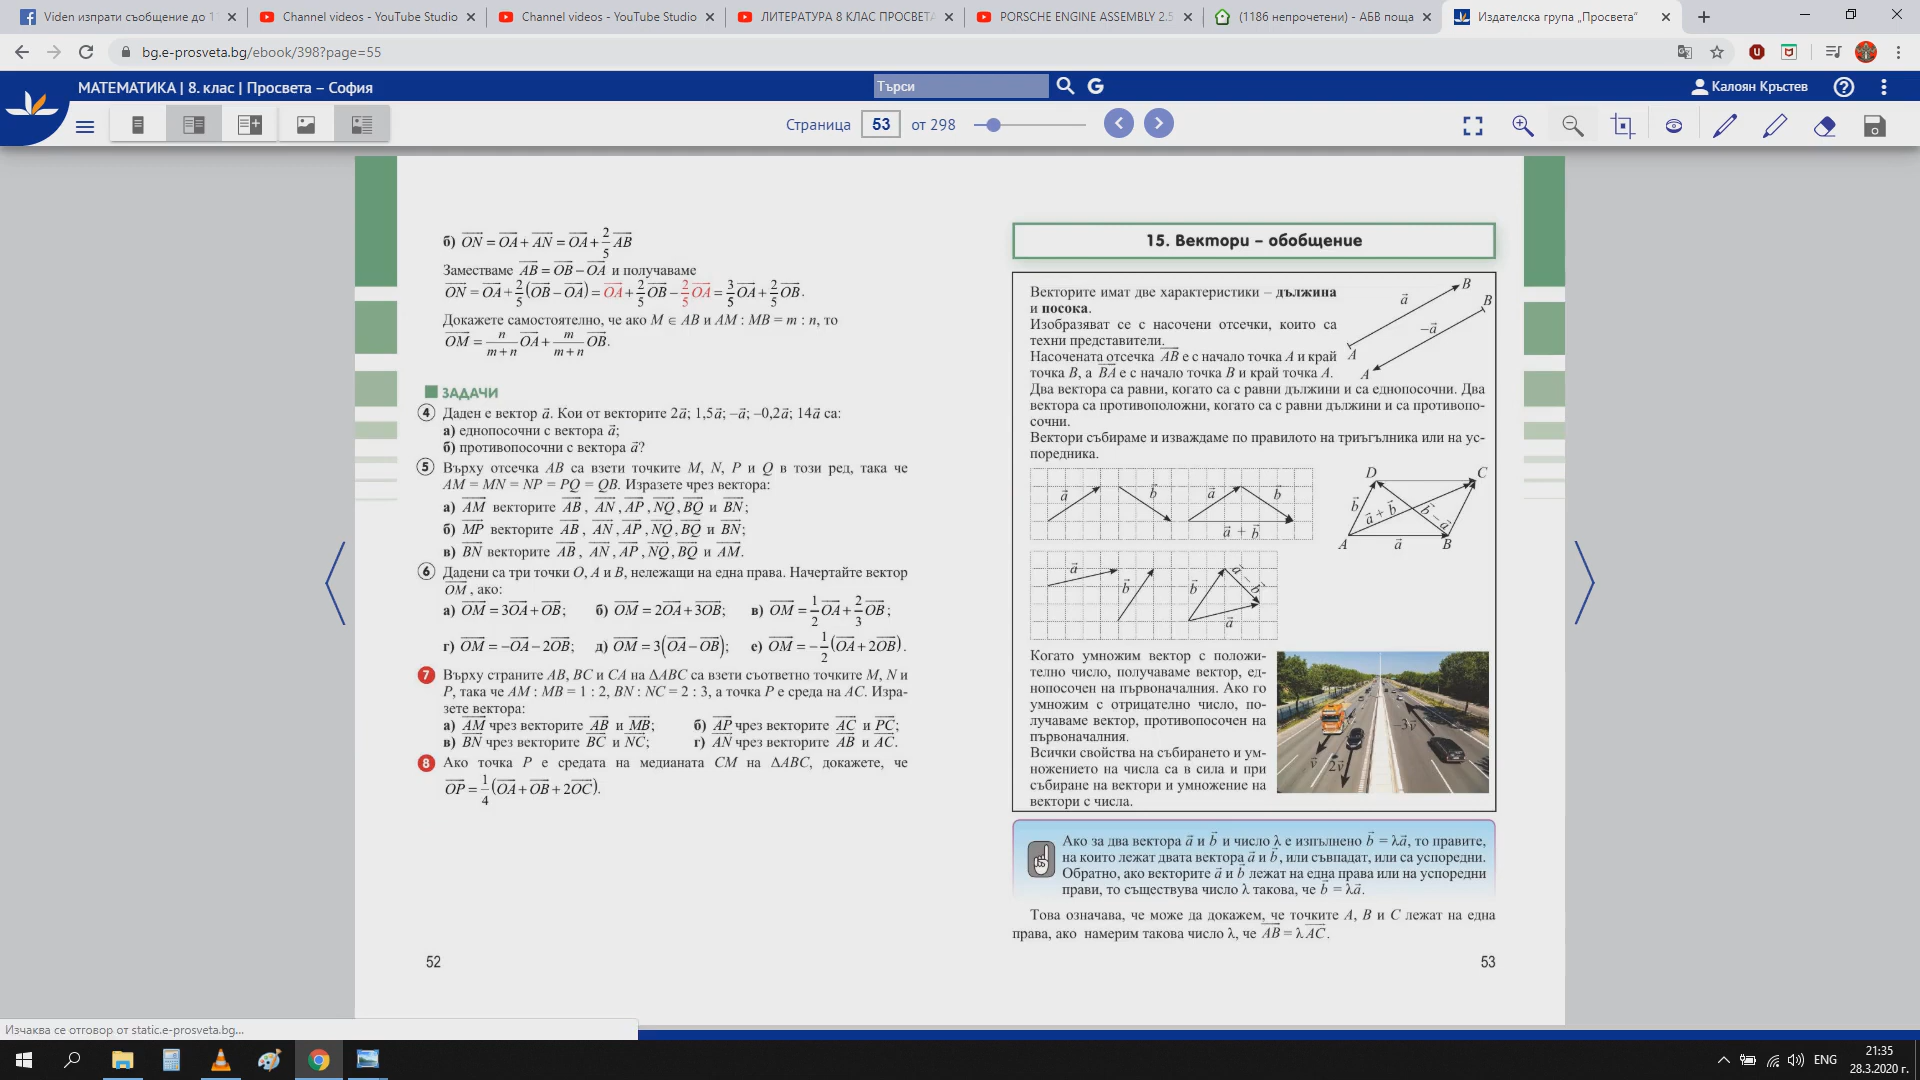 Viden изпрати съобщение до 1
Channel videos - YouTube Studio
Channel videos - YouTube Studio
ЛИТЕРАТУРА 8 КЛАС ПРОСВЕТА
PORSCHE ENGINE ASSEMBLY 2.5
(1186 непрочетени) - АБВ поща
Издателска група „Просвета“
bg.e-prosveta.bg/ebook/398?page=55
МАТЕМАТИКА | 8. клас | Просвета – София
Търси
Калоян Кръстев
Страница 53 от 298
б) ON = OA + AN = OA + 2/5 AB
Заместваме AB = OB – OA и получаваме
ON = OA + 2/5 (OB – OA) = OA + 2/5 OB – 2/5 OA = 3/5 OA + 2/5 OB.
Докажете самостоятелно, че ако M ∈ AB и AM : MB = m : n, то
OM = n/(m+n) OA + m/(m+n) OB.
ЗАДАЧИ
4 Даден е вектор a. Кои от векторите 2a; 1,5a; –a; –0,2a; 14a са:
а) еднопосочни с вектора a;
б) противопосочни с вектора a?
5 Върху отсечка AB са взети точките M, N, P и Q в този ред, така че
AM = MN = NP = PQ = QB. Изразете чрез вектора:
а) AM векторите AB, AN, AP, NQ, BQ и BN;
б) MP векторите AB, AN, AP, NQ, BQ и BN;
в) BN векторите AB, AN, AP, NQ, BQ и AM.
6 Дадени са три точки O, A и B, нележащи на една права. Начертайте вектор
OM, ако:
а) OM = 3OA + OB; б) OM = 2OA + 3OB; в) OM = 1/2 OA + 2/3 OB;
г) OM = –OA – 2OB; д) OM = 3(OA – OB); е) OM = –1/2 (OA + 2OB).
7 Върху страните AB, BC и CA на ΔABC са взети съответно точките M, N и
P, така че AM : MB = 1 : 2, BN : NC = 2 : 3, а точка P е среда на AC. Изра-
зете вектора:
а) AM чрез векторите AB и MB; б) AP чрез векторите AC и PC;
в) BN чрез векторите BC и NC; г) AN чрез векторите AB и AC.
8 Ако точка P е средата на медианата CM на ΔABC, докажете, че
OP = 1/4 (OA + OB + 2OC).
52
15. Вектори – обобщение
Векторите имат две характеристики – дължина
и посока.
Изобразяват се с насочени отсечки, които са
техни представители.
Насочената отсечка AB е с начало точка A и край
точка B, а BA е с начало точка B и край точка A.
a B B –a A A
Два вектора са равни, когато са с равни дължини и са еднопосочни. Два
вектора са противоположни, когато са с равни дължини и са противопо-
сочни.
Вектори събираме и изваждаме по правилото на триъгълника или на ус-
поредника.
a b a b a + b
D C b a + b b – a A a B
a b b a – b a
Когато умножим вектор с положи-
телно число, получаваме вектор, ед-
нопосочен на първоначалния. Ако го
умножим с отрицателно число, по-
лучаваме вектор, противопосочен на
първоначалния.
Всички свойства на събирането и ум-
ножението на числа са в сила и при
събиране на вектори и умножение на
вектори с числа.
v 2v –3v
Ако за два вектора a и b и число λ е изпълнено b = λa, то правите,
на които лежат двата вектора a и b, или съвпадат, или са успоредни.
Обратно, ако векторите a и b лежат на една права или на успоредни
прави, то съществува число λ такова, че b = λa.
Това означава, че може да докажем, че точките A, B и C лежат на една
права, ако намерим такова число λ, че AB = λAC.
53
Изчаква се отговор от static.e-prosveta.bg...
ENG
21:35
28.3.2020 г.